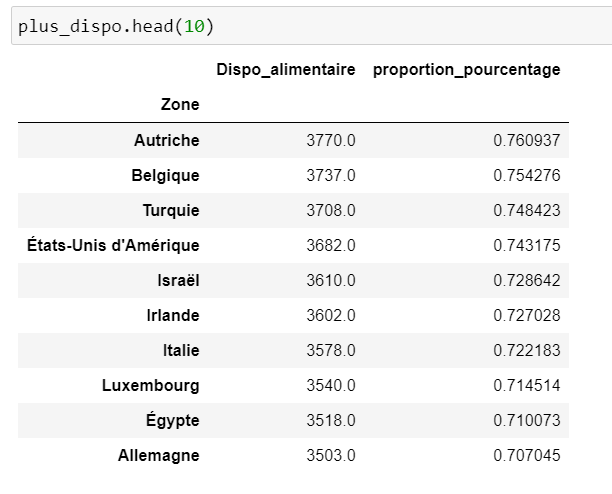 plus_dispo.head(10)
Dispo_alimentaire proportion_pourcentage
Zone
Autriche 3770.0 0.760937
Belgique 3737.0 0.754276
Turquie 3708.0 0.748423
États-Unis d'Amérique 3682.0 0.743175
Israël 3610.0 0.728642
Irlande 3602.0 0.727028
Italie 3578.0 0.722183
Luxembourg 3540.0 0.714514
Égypte 3518.0 0.710073
Allemagne 3503.0 0.707045